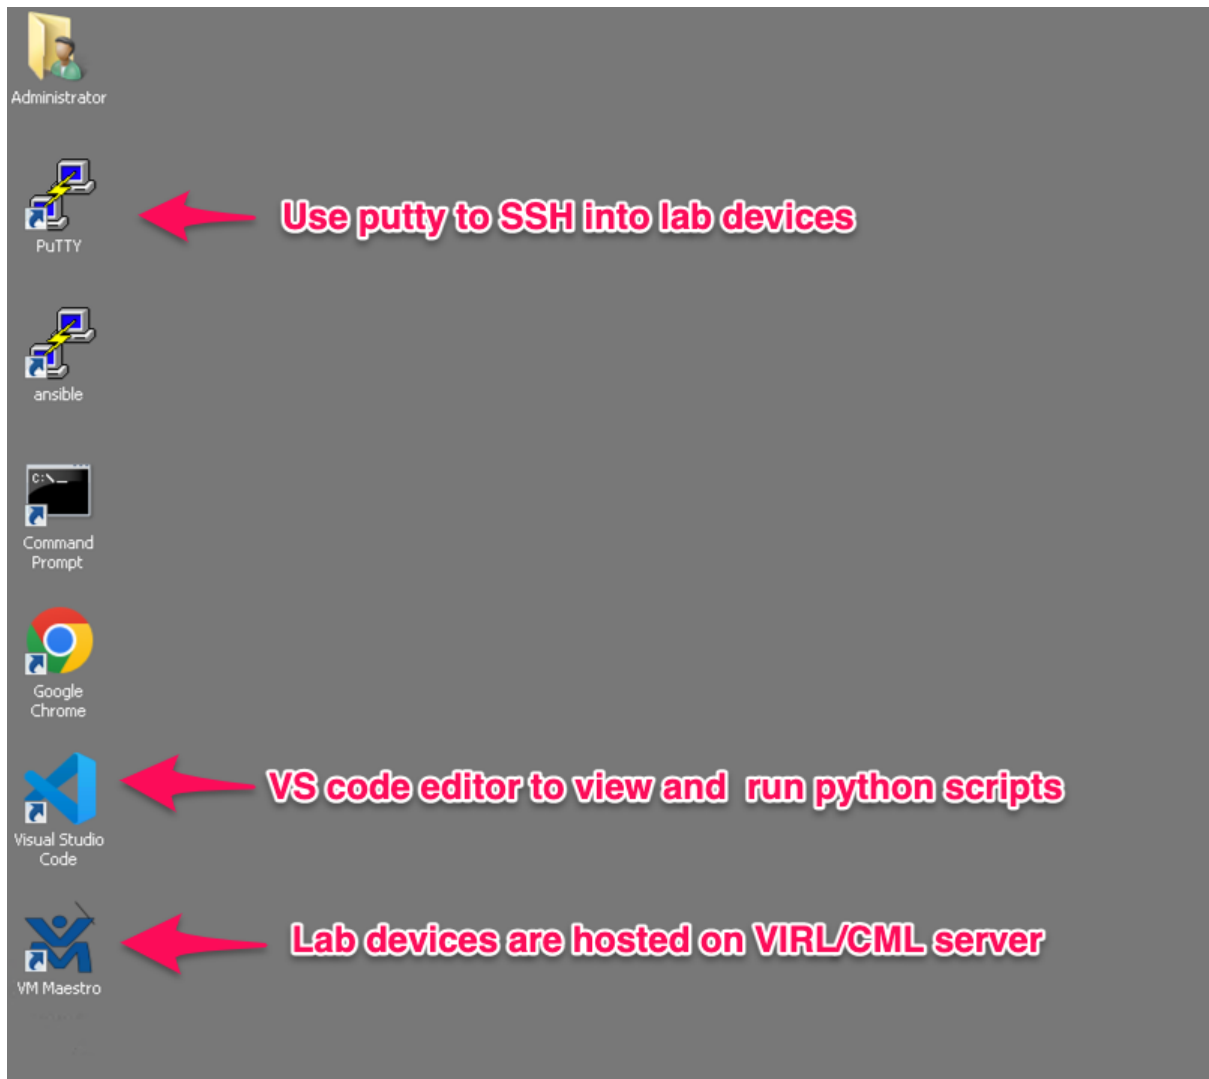 Administrator
PuTTY
Use putty to SSH into lab devices
ansible
C:\_
Command
Prompt
Google
Chrome
VS code editor to view and  run python scripts
Visual Studio
Code
Lab devices are hosted on VIRL/CML server
VM Maestro